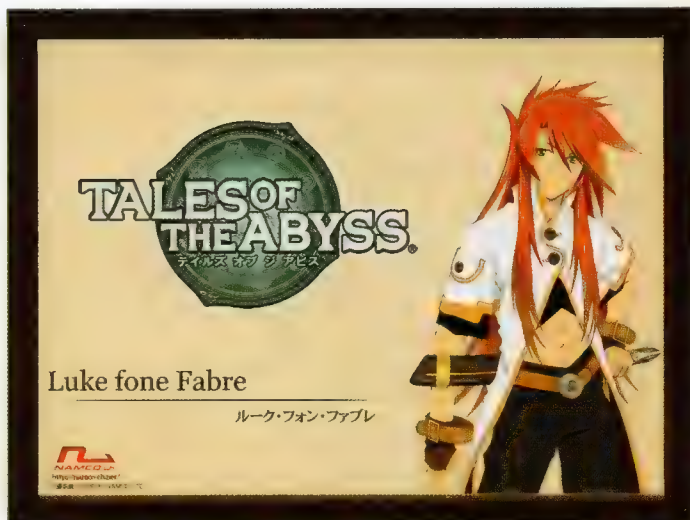 TALES OF
THE ABYSS®
テイルズ オブ ジ アビス
Luke fone Fabre
ルーク・フォン・ファブレ
NAMCO